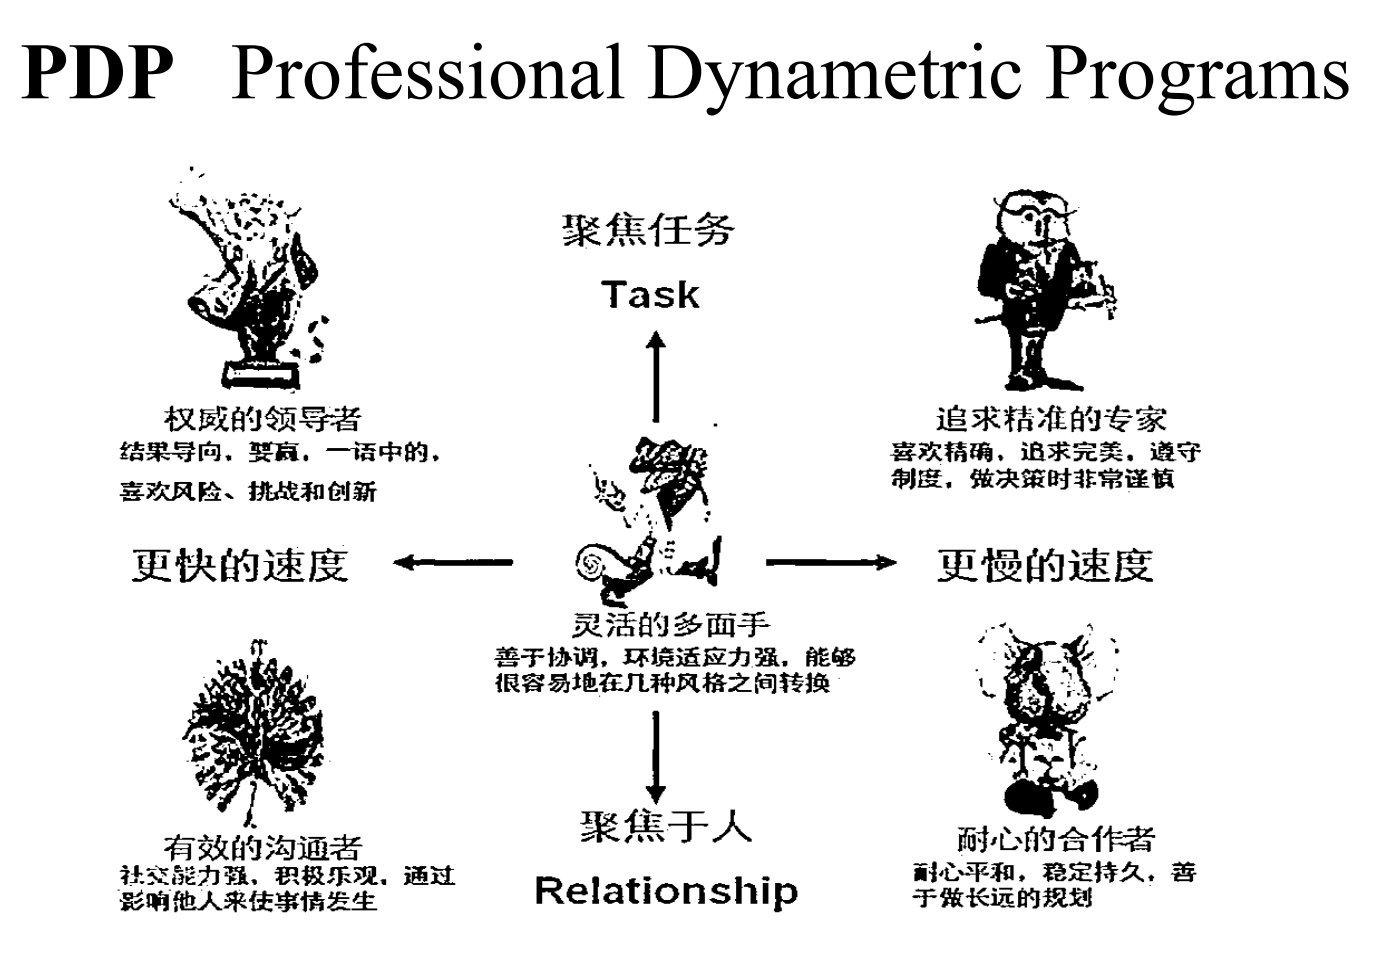 PDP Professional Dynametric Programs
聚焦任务
Task
权威的领导者
结果导向，要赢，一语中的，
喜欢风险、挑战和创新
追求精准的专家
喜欢精确，追求完美，遵守
制度，做决策时非常谨慎
更快的速度
更慢的速度
灵活的多面手
善于协调，环境适应力强，能够
很容易地在几种风格之间转换
有效的沟通者
社交能力强，积极乐观，通过
影响他人来使事情发生
聚焦于人
Relationship
耐心的合作者
耐心平和，稳定持久，善
于做长远的规划